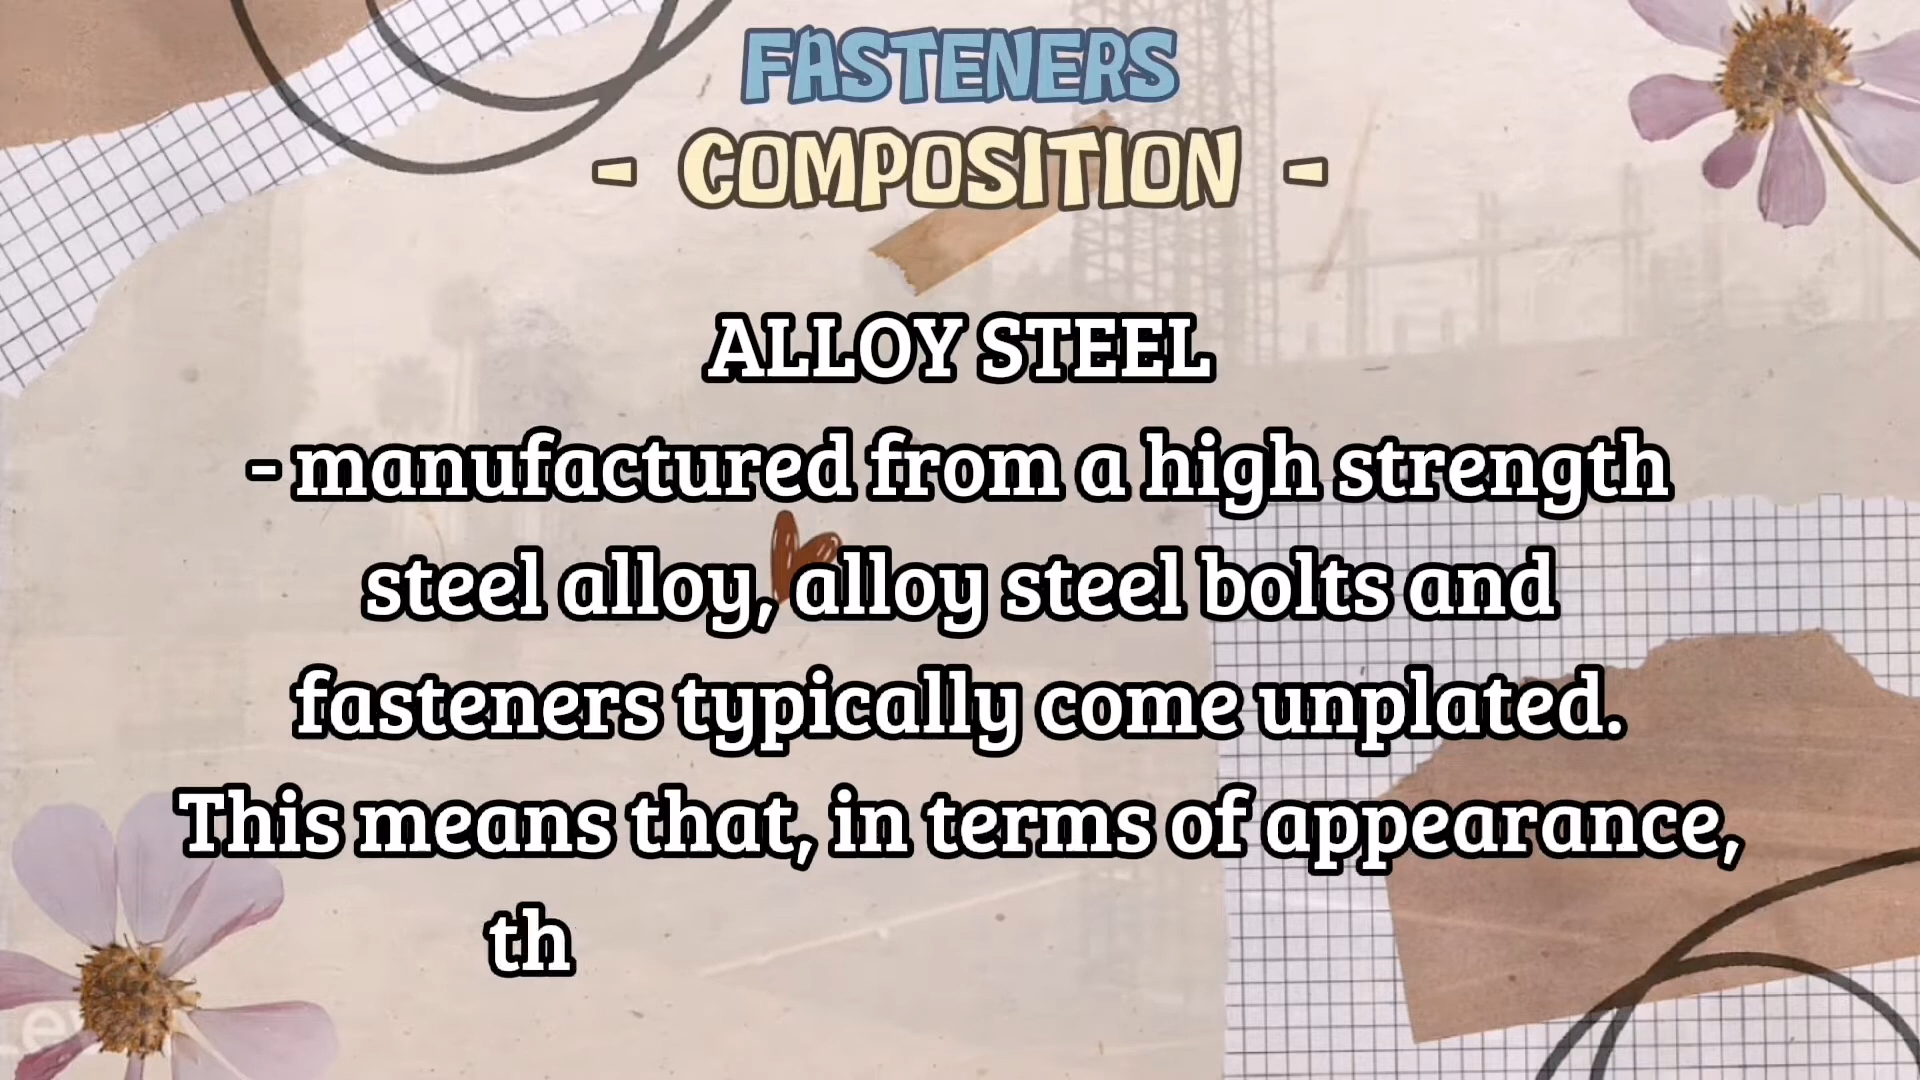 FASTENERS
- COMPOSITION -
ALLOY STEEL
- manufactured from a high strength
steel alloy, alloy steel bolts and
fasteners typically come unplated.
This means that, in terms of appearance,
th